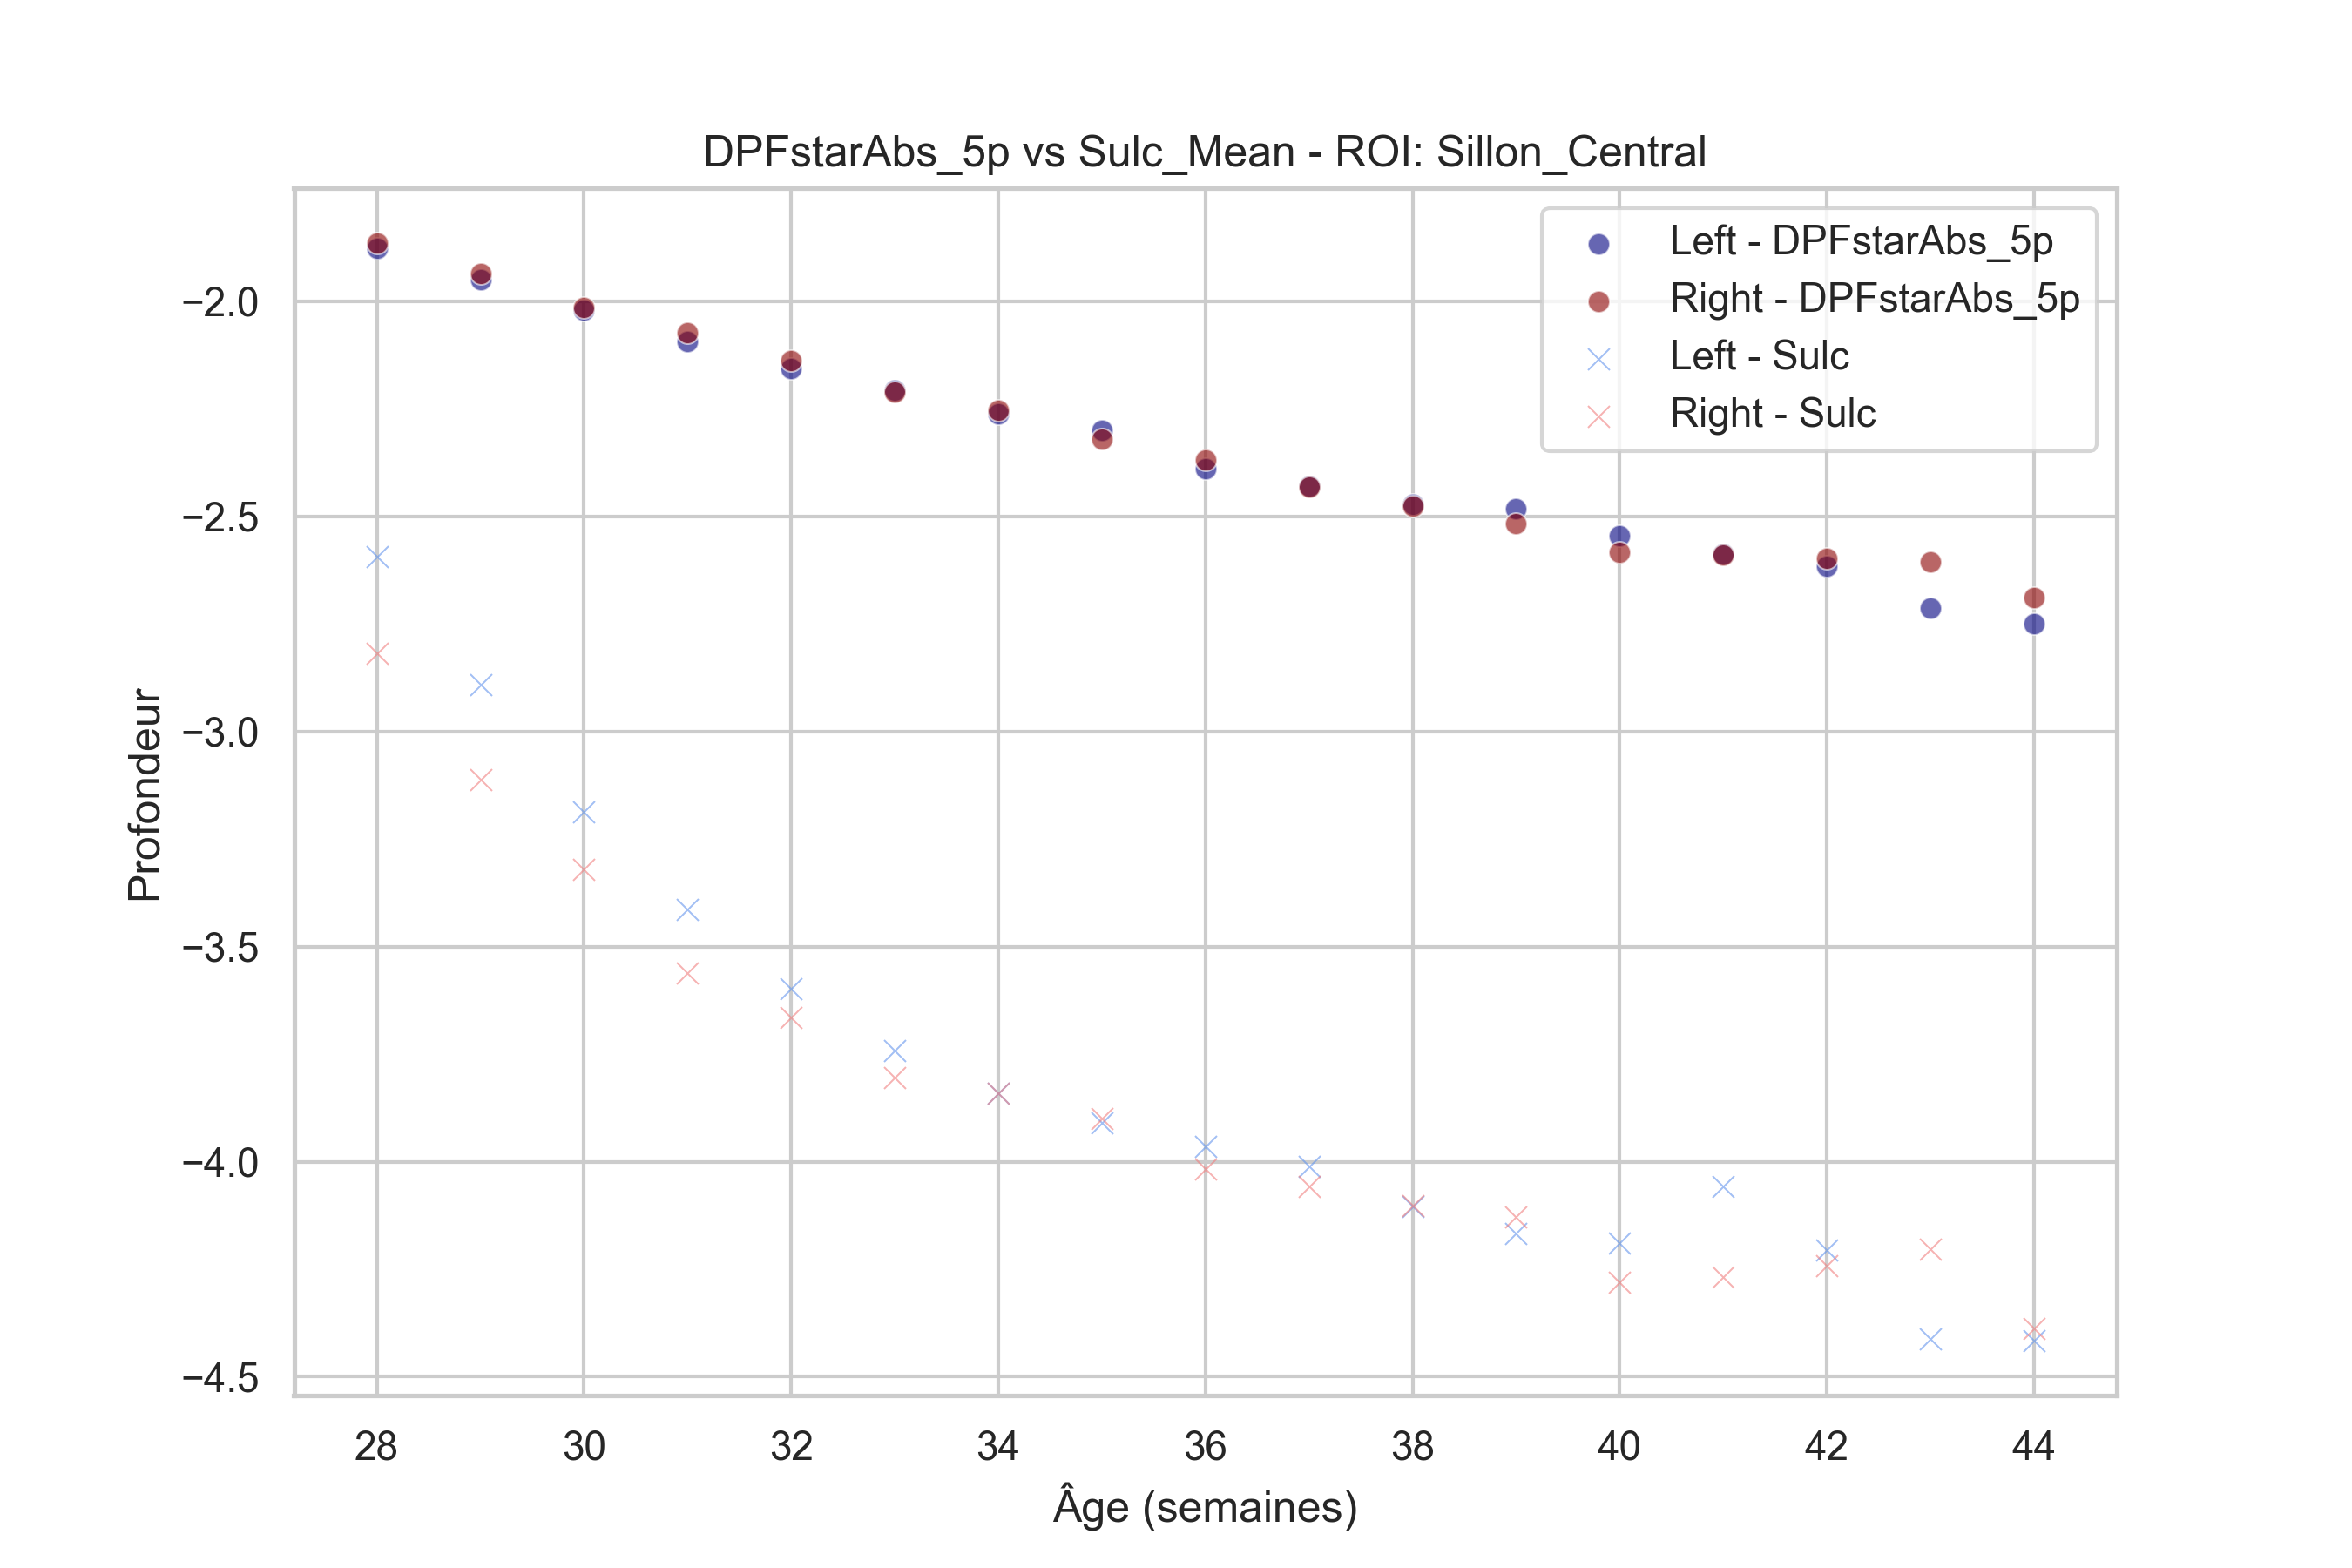 DPFstarAbs_5p vs Sulc_Mean - ROI: Sillon_Central
Left - DPFstarAbs_5p
Right - DPFstarAbs_5p
Left - Sulc
Right - Sulc
−2.0
−2.5
−3.0
−3.5
−4.0
−4.5
Profondeur
28 30 32 34 36 38 40 42 44
Âge (semaines)